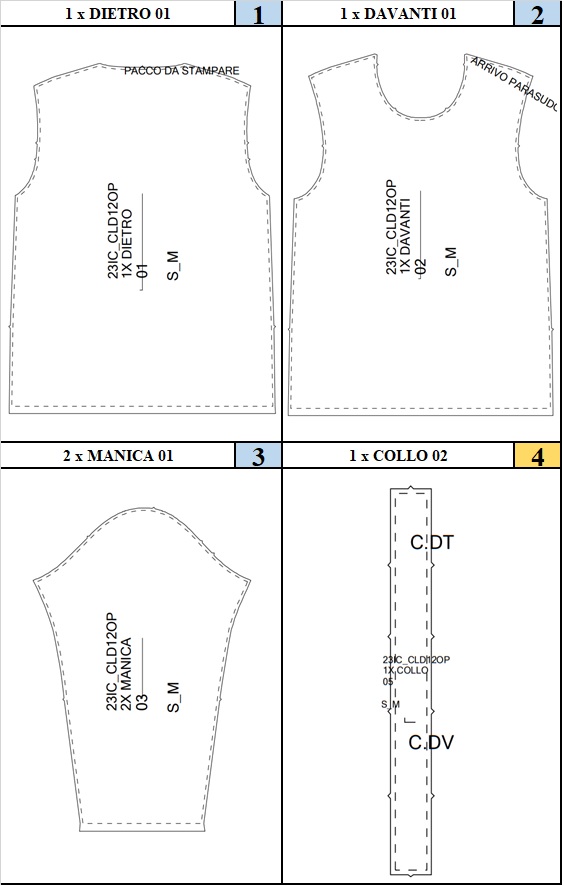 1 x DIETRO 01
1
PACCO DA STAMPARE
23IC_CLD12OP
1X DIETRO
01
S_M
1 x DAVANTI 01
2
ARRIVO PARASUDO
23IC_CLD12OP
1X DAVANTI
02
S_M
2 x MANICA 01
3
23IC_CLD12OP
2X MANICA
03
S_M
1 x COLLO 02
4
C.DT
23IC_CLD12OP
1X COLLO
05
S_M
C.DV